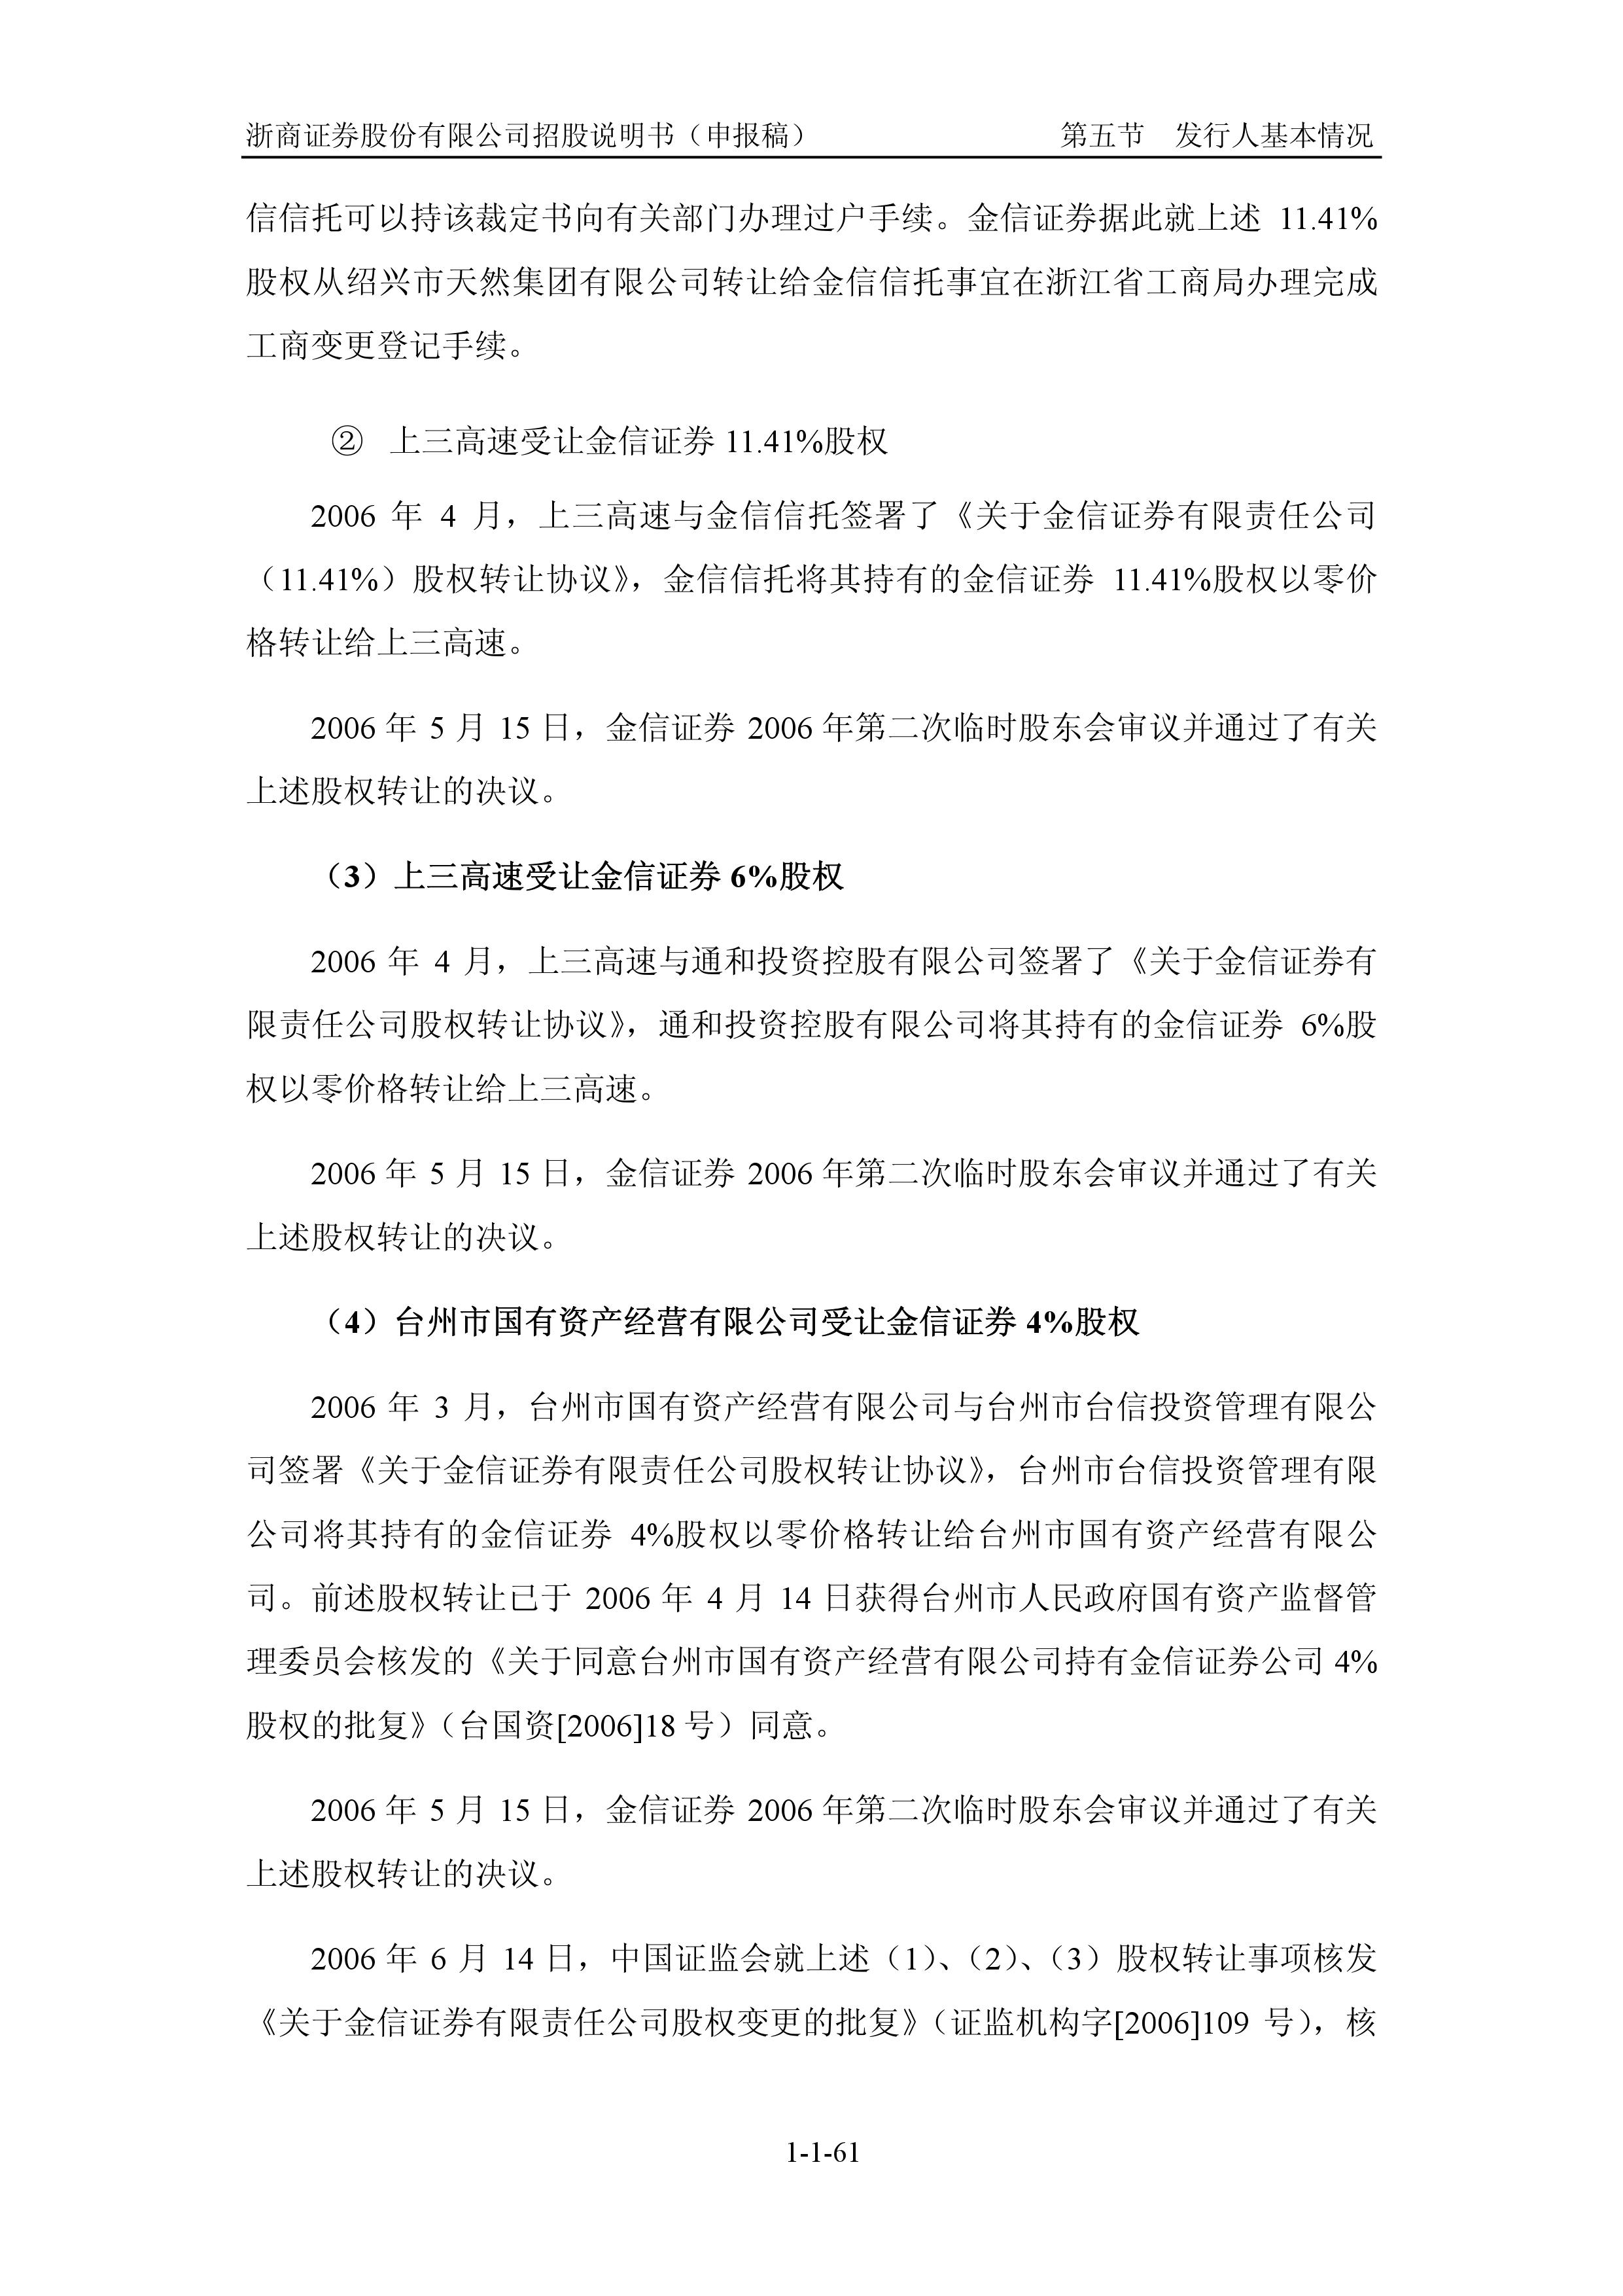 浙商证券股份有限公司招股说明书（申报稿） 第五节 发行人基本情况
信信托可以持该裁定书向有关部门办理过户手续。金信证券据此就上述 11.41%
股权从绍兴市天然集团有限公司转让给金信信托事宜在浙江省工商局办理完成
工商变更登记手续。
② 上三高速受让金信证券 11.41%股权
2006 年 4 月，上三高速与金信信托签署了《关于金信证券有限责任公司
（11.41%）股权转让协议》，金信信托将其持有的金信证券 11.41%股权以零价
格转让给上三高速。
2006 年 5 月 15 日，金信证券 2006 年第二次临时股东会审议并通过了有关
上述股权转让的决议。
（3）上三高速受让金信证券 6%股权
2006 年 4 月，上三高速与通和投资控股有限公司签署了《关于金信证券有
限责任公司股权转让协议》，通和投资控股有限公司将其持有的金信证券 6%股
权以零价格转让给上三高速。
2006 年 5 月 15 日，金信证券 2006 年第二次临时股东会审议并通过了有关
上述股权转让的决议。
（4）台州市国有资产经营有限公司受让金信证券 4%股权
2006 年 3 月，台州市国有资产经营有限公司与台州市台信投资管理有限公
司签署《关于金信证券有限责任公司股权转让协议》，台州市台信投资管理有限
公司将其持有的金信证券 4%股权以零价格转让给台州市国有资产经营有限公
司。前述股权转让已于 2006 年 4 月 14 日获得台州市人民政府国有资产监督管
理委员会核发的《关于同意台州市国有资产经营有限公司持有金信证券公司 4%
股权的批复》（台国资[2006]18 号）同意。
2006 年 5 月 15 日，金信证券 2006 年第二次临时股东会审议并通过了有关
上述股权转让的决议。
2006 年 6 月 14 日，中国证监会就上述（1）、（2）、（3）股权转让事项核发
《关于金信证券有限责任公司股权变更的批复》（证监机构字[2006]109 号），核
1-1-61